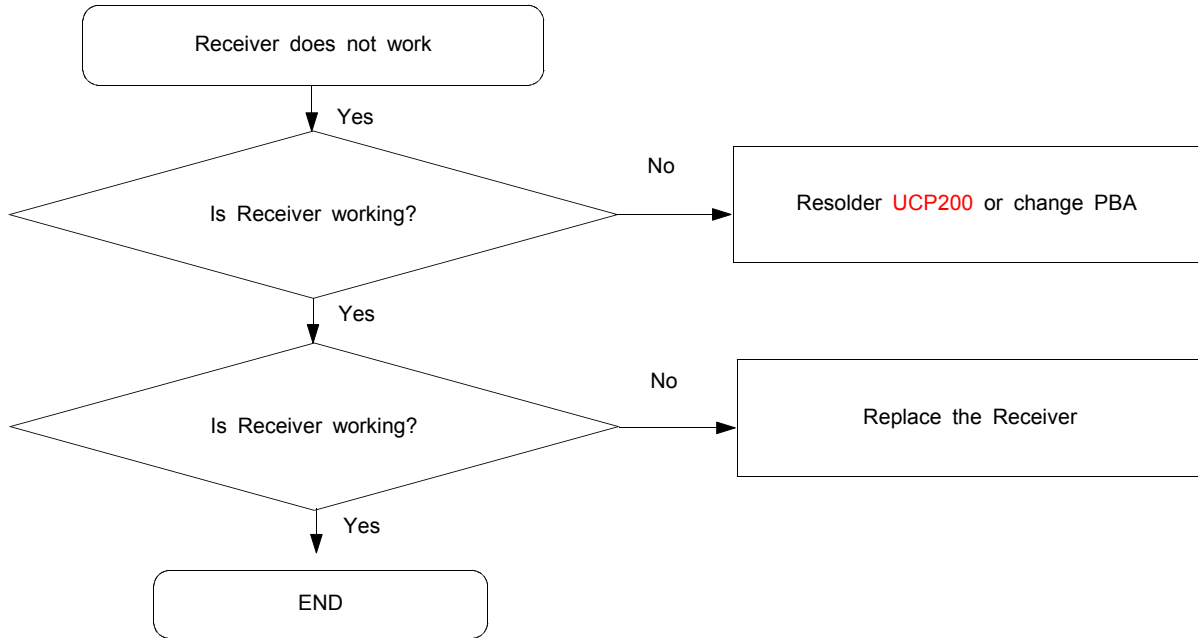 Receiver does not work
Yes
No
Is Receiver working?
Resolder UCP200 or change PBA
Yes
No
Is Receiver working?
Replace the Receiver
Yes
END